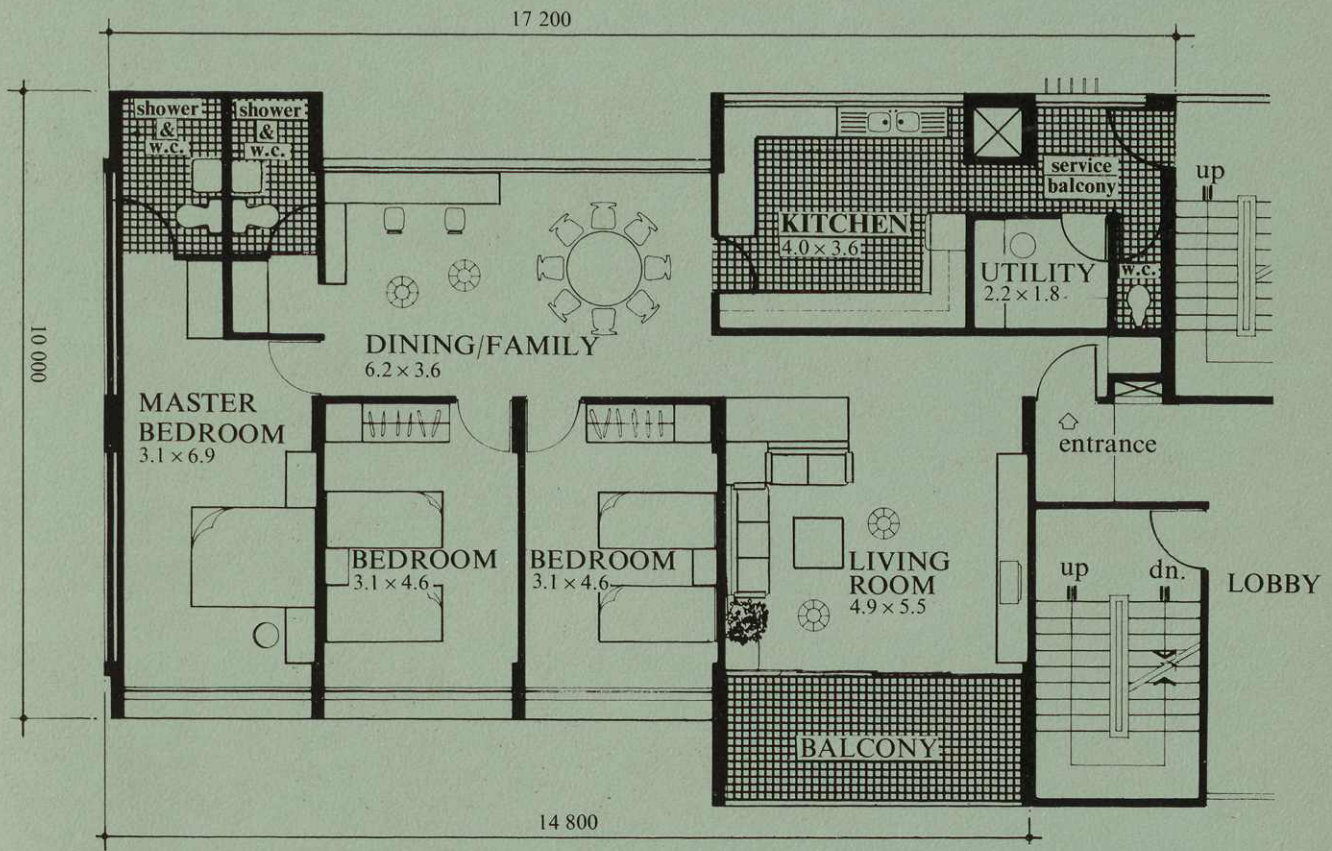 17 200
shower
&
w.c.
shower
&
w.c.
service
balcony
up
KITCHEN
4.0 × 3.6
UTILITY
2.2 × 1.8
w.c.
10 000
DINING/FAMILY
6.2 × 3.6
MASTER
BEDROOM
3.1 × 6.9
entrance
BEDROOM
3.1 × 4.6
BEDROOM
3.1 × 4.6
LIVING
ROOM
4.9 × 5.5
up
dn.
LOBBY
BALCONY
14 800